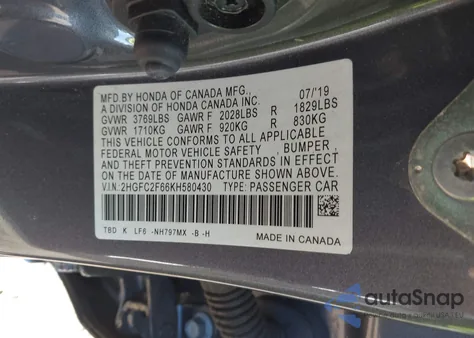 MFD. BY HONDA OF CANADA MFG., 07/'19
A DIVISION OF HONDA CANADA INC.
GVWR 3769LBS GAWR F 2028LBS R 1829LBS
GVWR 1710KG GAWR F 920KG R 830KG
THIS VEHICLE CONFORMS TO ALL APPLICABLE
FEDERAL MOTOR VEHICLE SAFETY, BUMPER,
AND THEFT PREVENTION STANDARDS IN EFFECT
ON THE DATE OF MANUFACTURE SHOWN ABOVE.
V.I.N: 2HGFC2F66KH580430 TYPE: PASSENGER CAR
TBD K LF6 -NH797MX -B -H
MADE IN CANADA
autoSnap